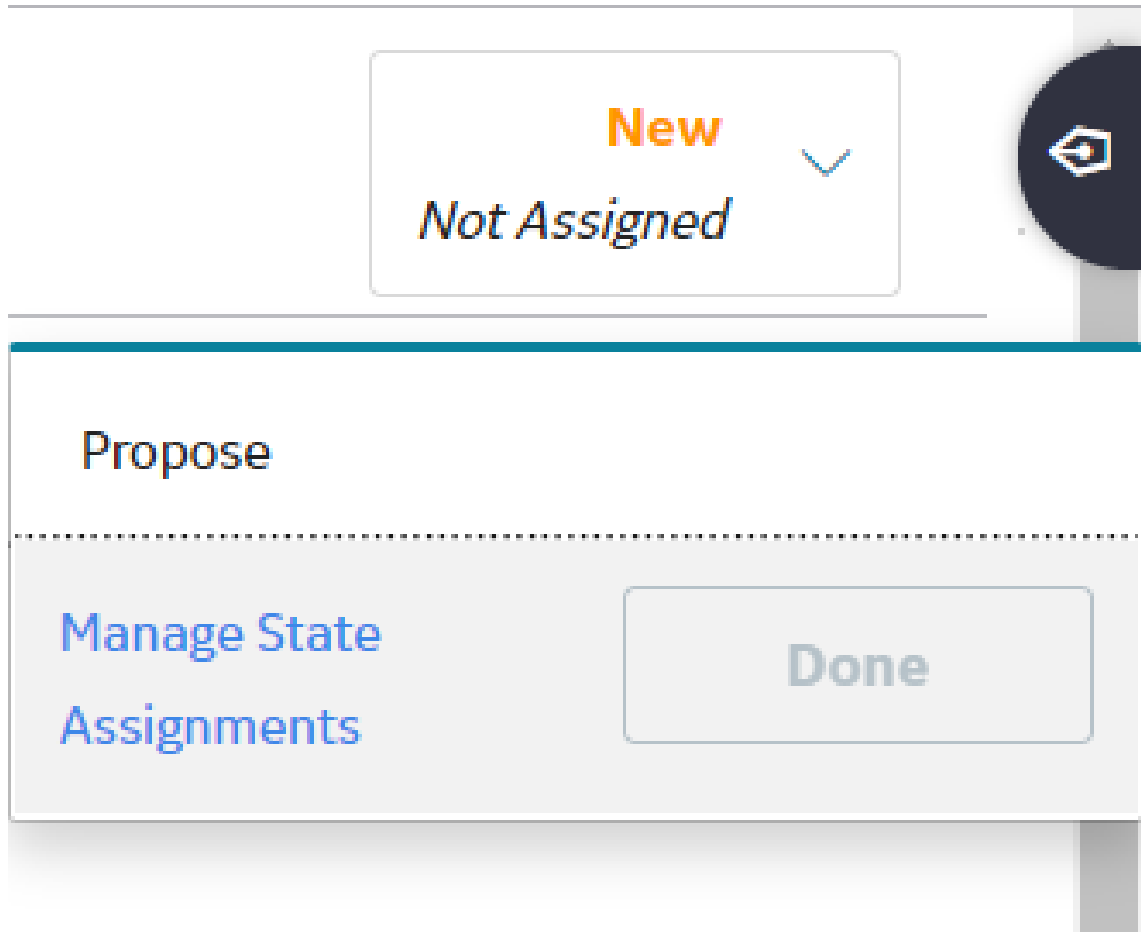 New
Not Assigned
Propose
Manage State
Assignments
Done